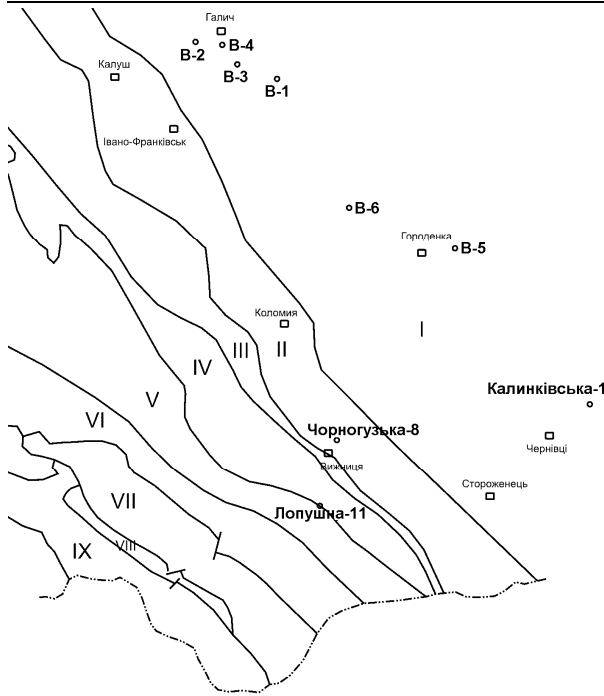 Галич
В-2
В-4
Калуш
В-3
В-1
Івано-Франківськ
В-6
Городенка
В-5
Коломия
I
III
II
IV
Калинківська-1
V
VI
Чорногузька-8
Чернівці
Вижниця
Стороженець
VII
Лопушна-11
VIII
IX